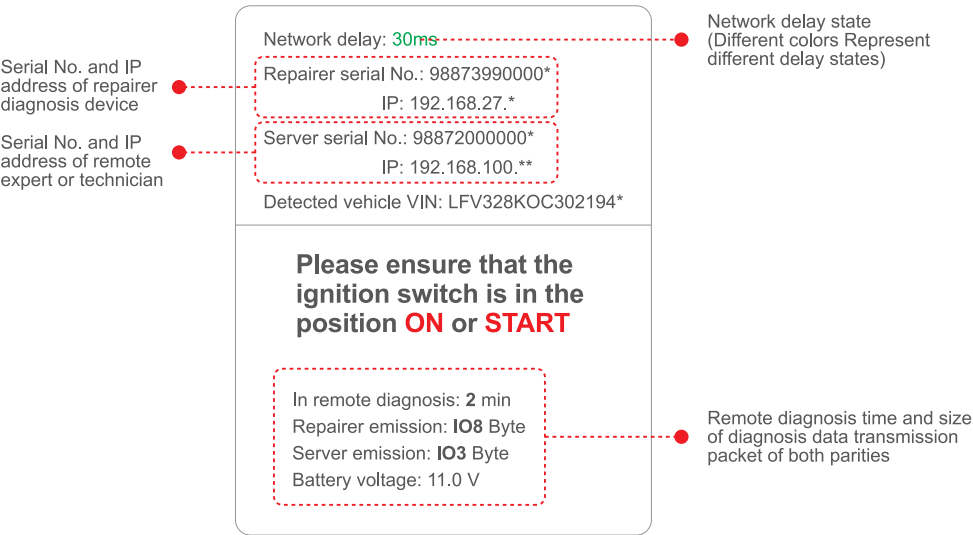 Network delay: 30ms
Network delay state
(Different colors Represent
different delay states)
Serial No. and IP
address of repairer
diagnosis device
Repairer serial No.: 98873990000*
IP: 192.168.27.*
Serial No. and IP
address of remote
expert or technician
Server serial No.: 98872000000*
IP: 192.168.100.**
Detected vehicle VIN: LFV328KOC302194*
Please ensure that the
ignition switch is in the
position ON or START
In remote diagnosis: 2 min
Repairer emission: IO8 Byte
Server emission: IO3 Byte
Battery voltage: 11.0 V
Remote diagnosis time and size
of diagnosis data transmission
packet of both parities